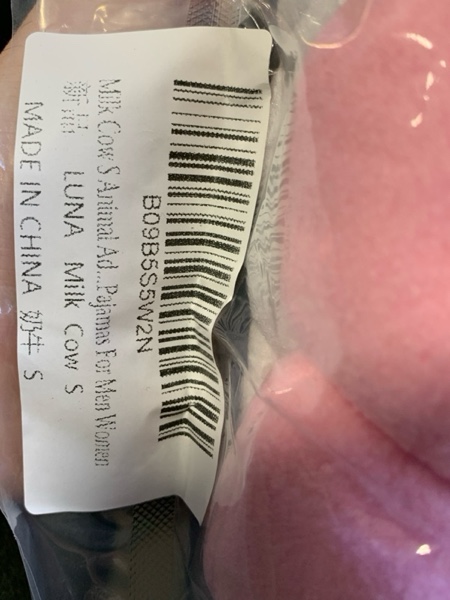 B09B5S5W2N
Milk Cow S Animal Ad...Pajamas For Men Women
新品 LUNA Milk Cow S
MADE IN CHINA 奶牛 S